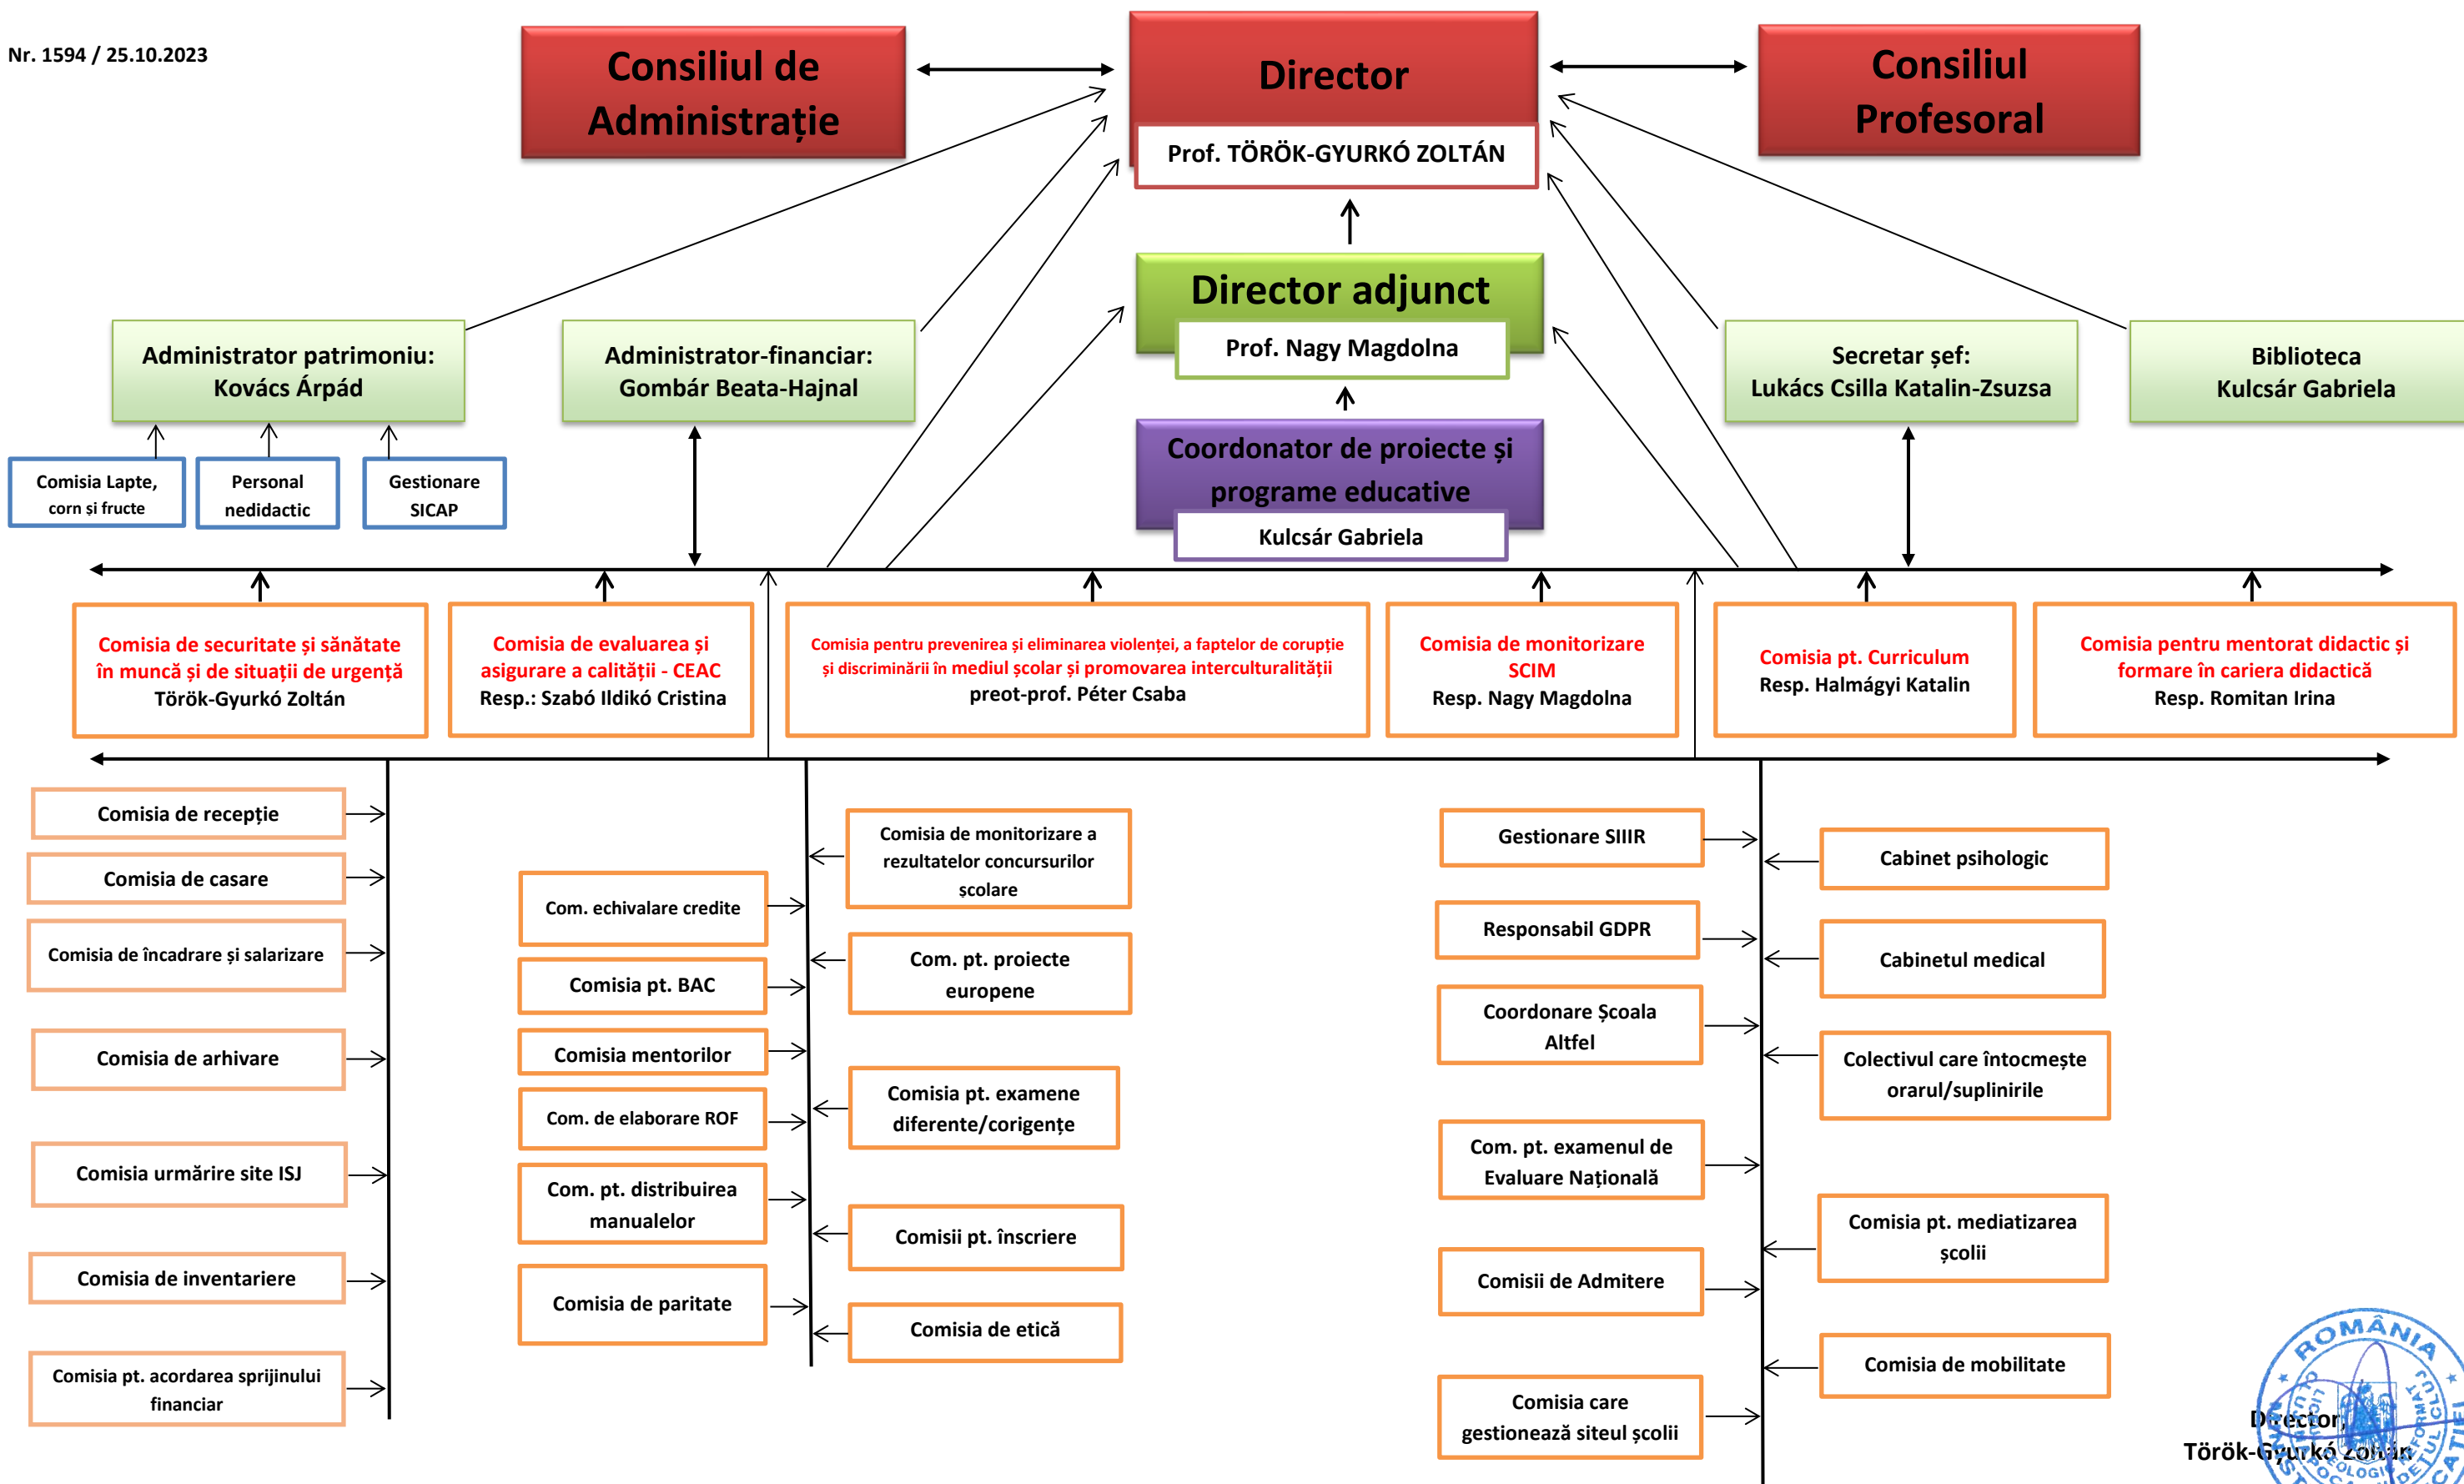 Nr. 1594 / 25.10.2023
Consiliul de
Administrație
Director
Prof. TÖRÖK-GYURKÓ ZOLTÁN
Consiliul
Profesoral
Director adjunct
Prof. Nagy Magdolna
Administrator patrimoniu:
Kovács Árpád
Administrator-financiar:
Gombár Beata-Hajnal
Secretar șef:
Lukács Csilla Katalin-Zsuzsa
Biblioteca
Kulcsár Gabriela
Coordonator de proiecte și
programe educative
Kulcsár Gabriela
Comisia Lapte,
corn și fructe
Personal
nedidactic
Gestionare
SICAP
Comisia de securitate și sănătate
în muncă și de situații de urgență
Török-Gyurkó Zoltán
Comisia de evaluarea și
asigurare a calității - CEAC
Resp.: Szabó Ildikó Cristina
Comisia pentru prevenirea și eliminarea violenței, a faptelor de corupție
și discriminării în mediul școlar și promovarea interculturalității
preot-prof. Péter Csaba
Comisia de monitorizare
SCIM
Resp. Nagy Magdolna
Comisia pt. Curriculum
Resp. Halmágyi Katalin
Comisia pentru mentorat didactic și
formare în cariera didactică
Resp. Romitan Irina
Comisia de recepție
Comisia de casare
Comisia de încadrare și salarizare
Comisia de arhivare
Comisia urmărire site ISJ
Comisia de inventariere
Comisia pt. acordarea sprijinului
financiar
Com. echivalare credite
Comisia pt. BAC
Comisia mentorilor
Com. de elaborare ROF
Com. pt. distribuirea
manualelor
Comisia de paritate
Comisia de monitorizare a
rezultatelor concursurilor
școlare
Com. pt. proiecte
europene
Comisia pt. examene
diferente/corigențe
Comisii pt. înscriere
Comisia de etică
Gestionare SIIIR
Responsabil GDPR
Coordonare Școala
Altfel
Com. pt. examenul de
Evaluare Națională
Comisii de Admitere
Comisia care
gestionează siteul școlii
Cabinet psihologic
Cabinetul medical
Colectivul care întocmește
orarul/suplinirile
Comisia pt. mediatizarea
școlii
Comisia de mobilitate
Director,
Török-Gyurkó Zoltán
ROMÂNIA